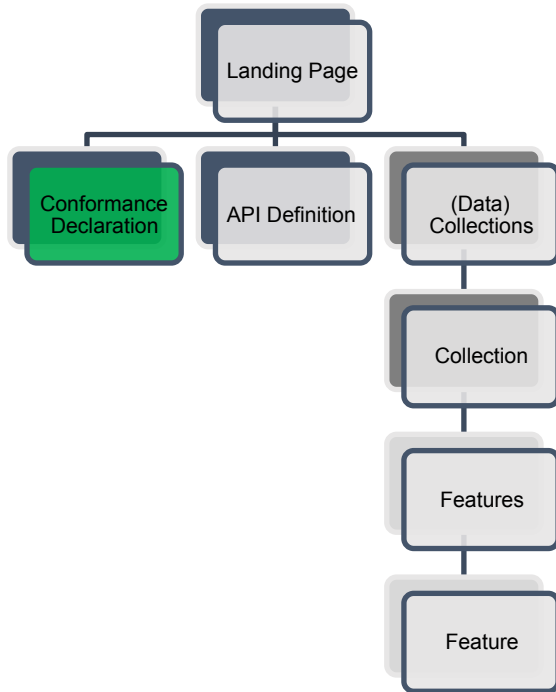 Landing Page
Conformance
Declaration
API Definition
(Data)
Collections
Collection
Features
Feature